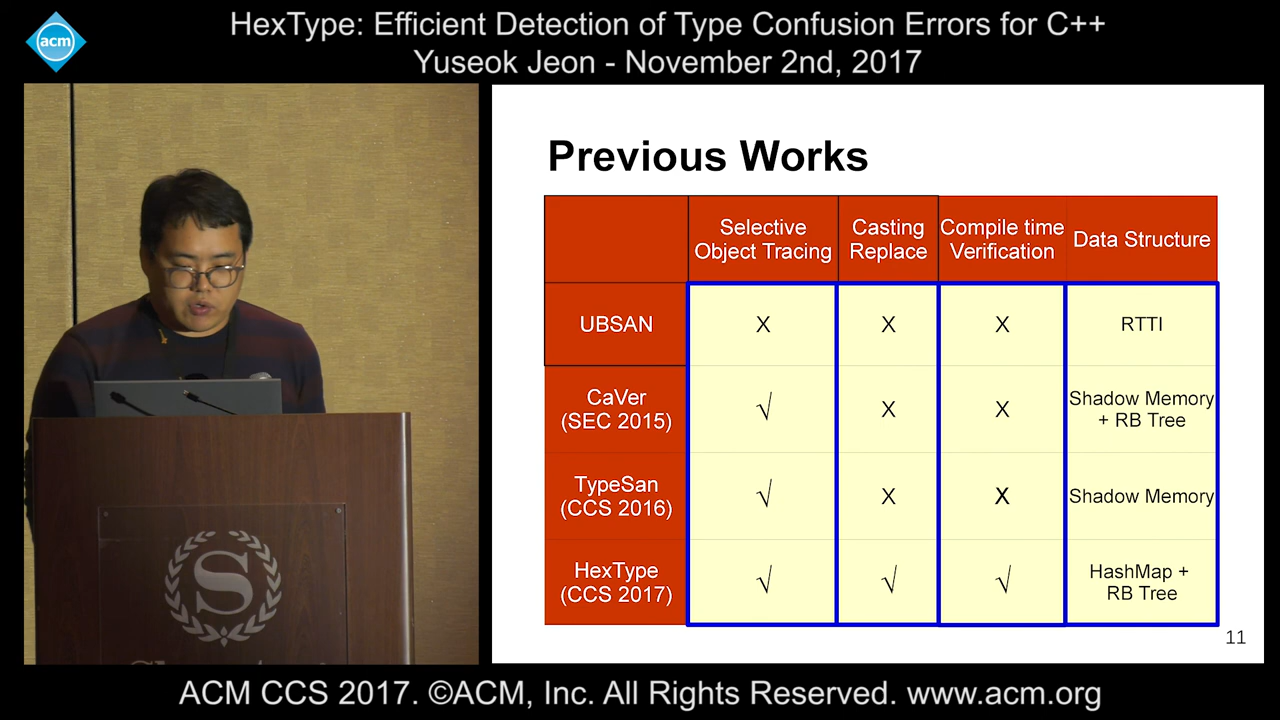 acm
HexType: Efficient Detection of Type Confusion Errors for C++
Yuseok Jeon - November 2nd, 2017
Previous Works
Selective
Object Tracing
Casting
Replace
Compile time
Verification
Data Structure
UBSAN
X
X
X
RTTI
CaVer
(SEC 2015)
√
X
X
Shadow Memory
+ RB Tree
TypeSan
(CCS 2016)
√
X
X
Shadow Memory
HexType
(CCS 2017)
√
√
√
HashMap +
RB Tree
11
S
ACM CCS 2017. ©ACM, Inc. All Rights Reserved. www.acm.org